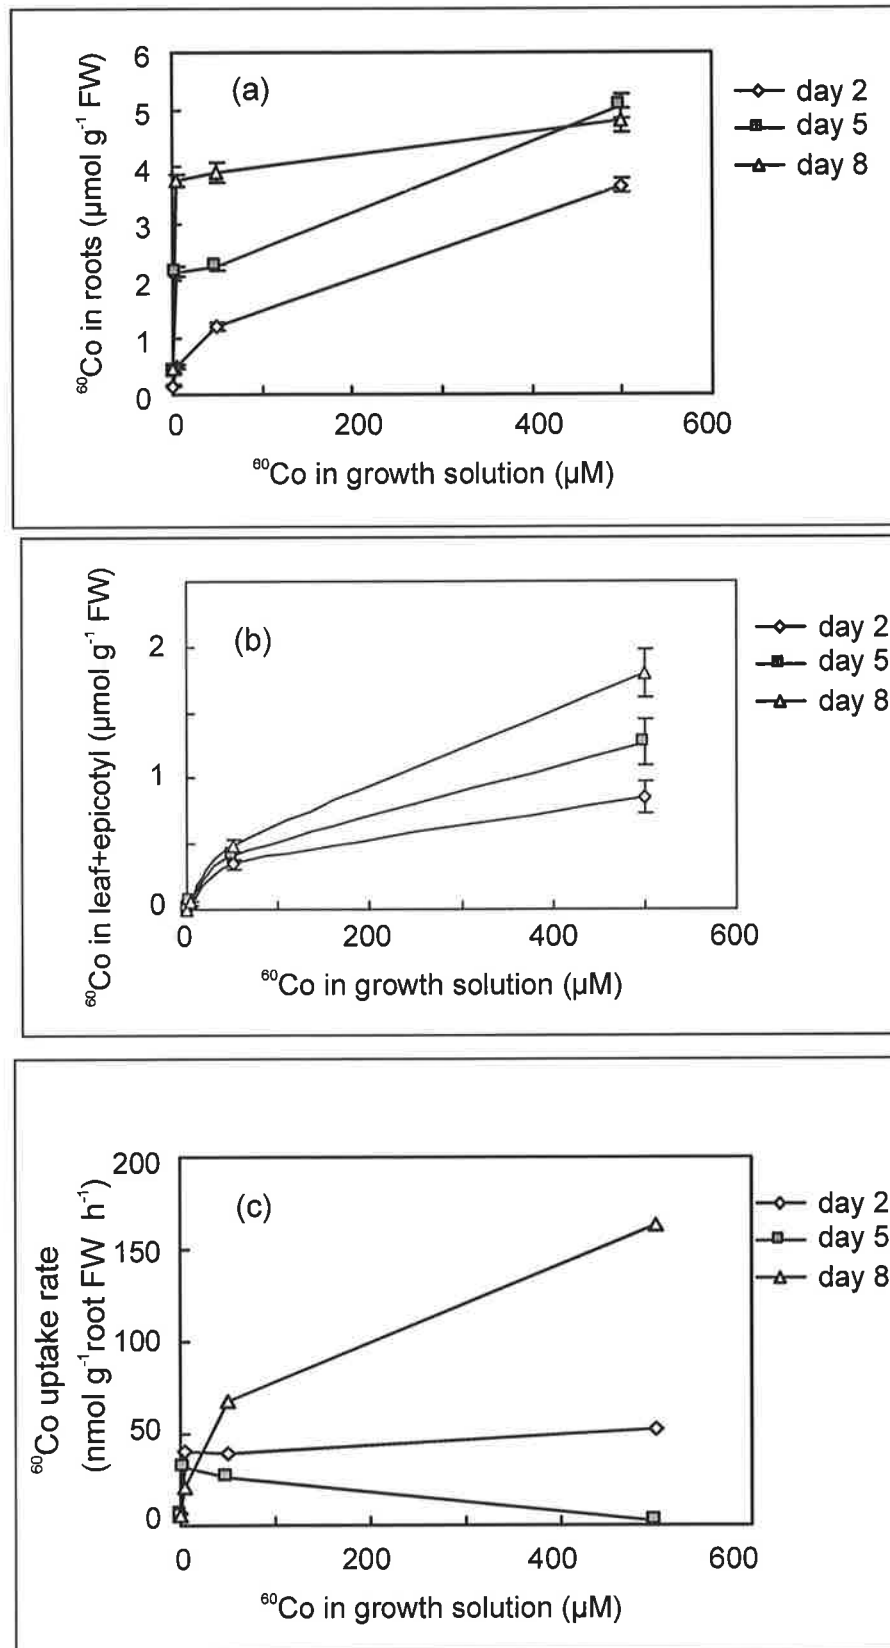 (a)
6
5
4
3
2
1
0
⁶⁰Co in roots (µmol g⁻¹ FW)
0 200 400 600
⁶⁰Co in growth solution (µM)
day 2
day 5
day 8
(b)
2
1
0
⁶⁰Co in leaf+epicotyl (µmol g⁻¹ FW)
0 200 400 600
⁶⁰Co in growth solution (µM)
day 2
day 5
day 8
(c)
200
150
100
50
0
⁶⁰Co uptake rate
(nmol g⁻¹root FW h⁻¹)
0 200 400 600
⁶⁰Co in growth solution (µM)
day 2
day 5
day 8